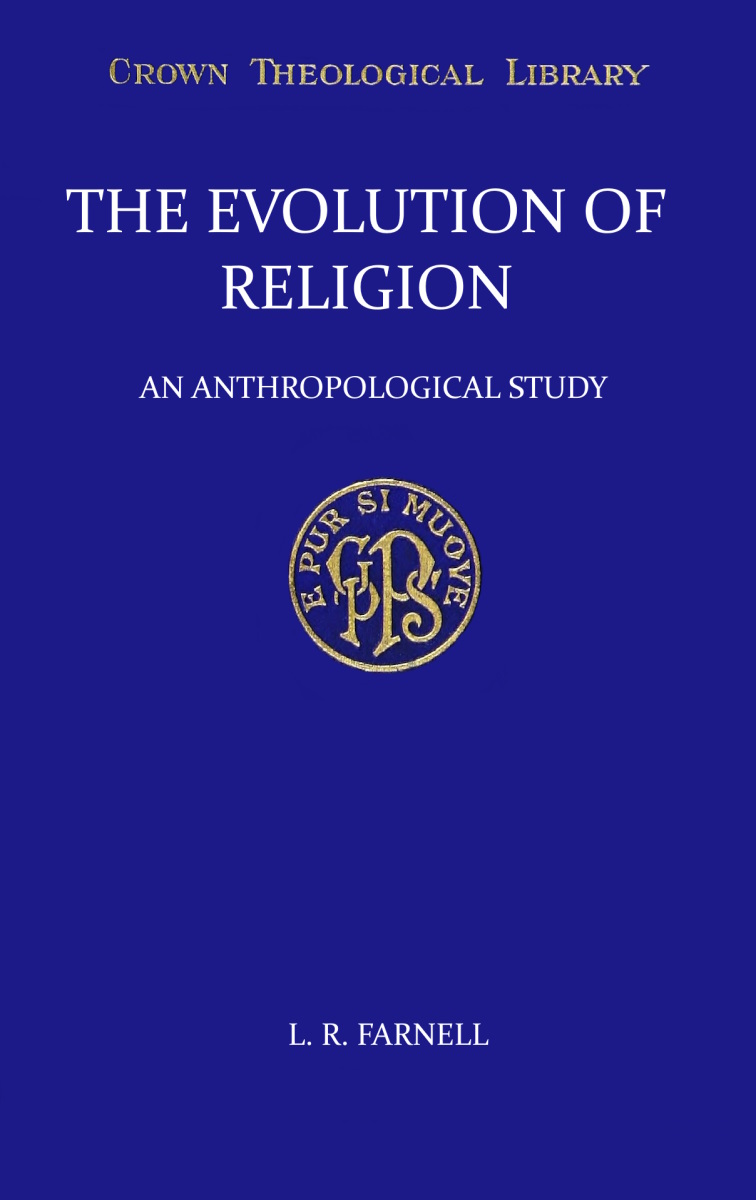 CROWN THEOLOGICAL LIBRARY
THE EVOLUTION OF
RELIGION
AN ANTHROPOLOGICAL STUDY
E PUR SI MUOVE
GPPS
L. R. FARNELL